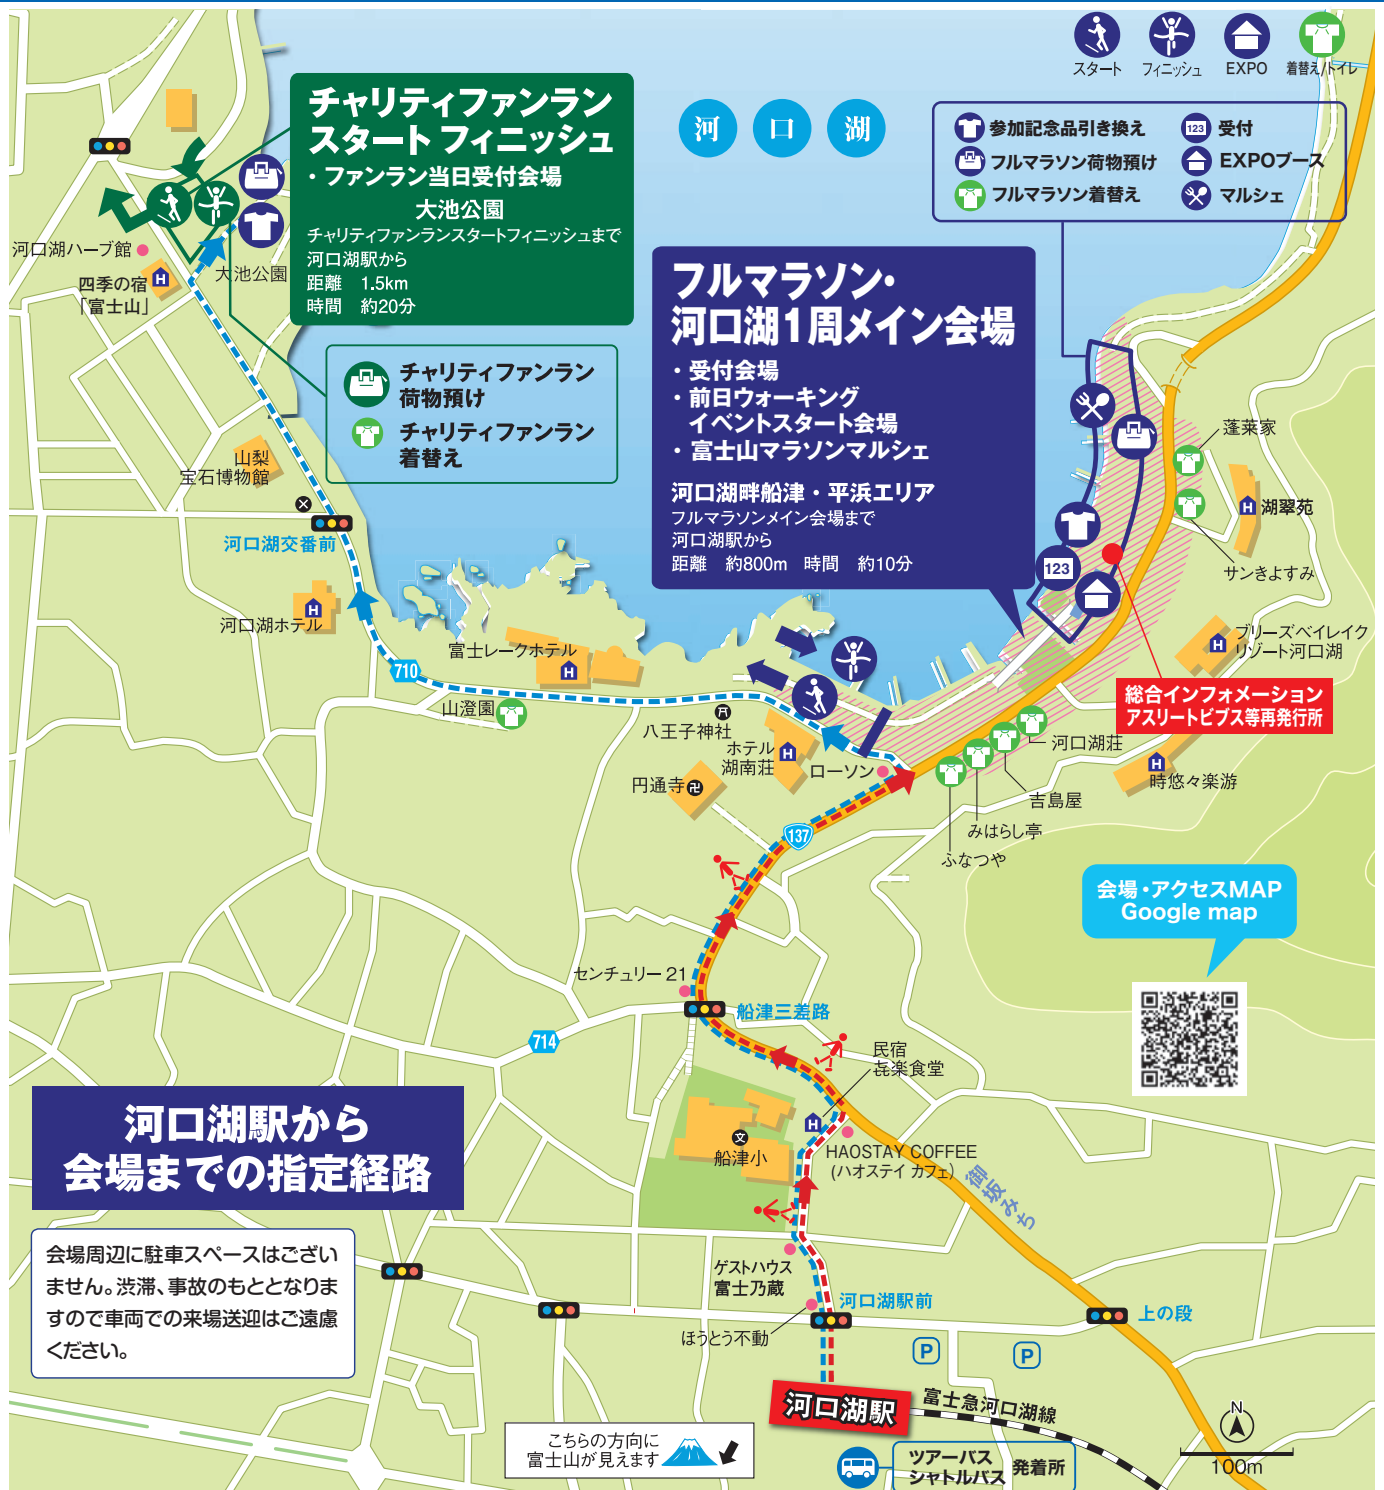 スタート
フィニッシュ
EXPO
着替え/トイレ
河口湖
参加記念品引き換え
フルマラソン荷物預け
フルマラソン着替え
123 受付
EXPOブース
マルシェ
チャリティファンラン
スタート フィニッシュ
・ファンラン当日受付会場
大池公園
チャリティファンランスタートフィニッシュまで
河口湖駅から
距離 1.5km
時間 約20分
チャリティファンラン
荷物預け
チャリティファンラン
着替え
フルマラソン・
河口湖1周メイン会場
・受付会場
・前日ウォーキング
イベントスタート会場
・富士山マラソンマルシェ
河口湖畔船津・平浜エリア
フルマラソンメイン会場まで
河口湖駅から
距離 約800m 時間 約10分
河口湖ハーブ館
四季の宿
「富士山」
H
大池公園
山梨
宝石博物館
河口湖交番前
河口湖ホテル
H
710
富士レークホテル
H
山澄園
八王子神社
ホテル
湖南荘
H
円通寺
卍
ローソン
137
123
蓬莱家
湖翠苑
H
サンきよすみ
ブリーズベイレイク
リゾート河口湖
H
総合インフォメーション
アスリートビブス等再発行所
河口湖荘
吉島屋
みはらし亭
ふなつや
時悠々楽游
H
会場・アクセスMAP
Google map
センチュリー21
船津三差路
714
民宿
㐂楽食堂
H
HAOSTAY COFFEE
(ハオステイ カフェ)
文
船津小
御坂みち
ゲストハウス
富士乃蔵
河口湖駅前
ほうとう不動
上の段
P
P
河口湖駅から
会場までの指定経路
会場周辺に駐車スペースはござい
ません。渋滞、事故のもととなりま
すので車両での来場送迎はご遠慮
ください。
河口湖駅
富士急河口湖線
こちらの方向に
富士山が見えます
ツアーバス
シャトルバス
発着所
N
100m